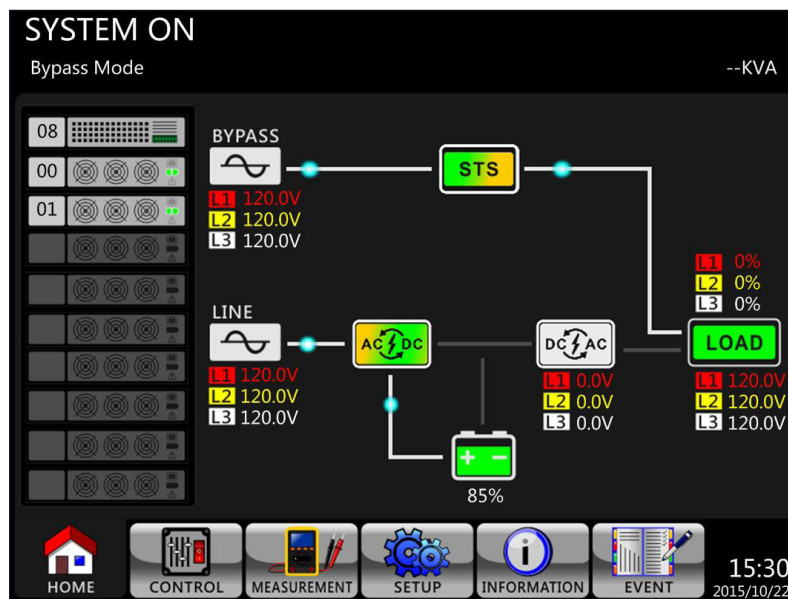 SYSTEM ON
Bypass Mode
--KVA
08
00
01
BYPASS
L1 120.0V
L2 120.0V
L3 120.0V
STS
L1 0%
L2 0%
L3 0%
LINE
AC DC
DC AC
LOAD
L1 120.0V
L2 120.0V
L3 120.0V
L1 0.0V
L2 0.0V
L3 0.0V
L1 120.0V
L2 120.0V
L3 120.0V
+ -
85%
HOME
CONTROL
MEASUREMENT
SETUP
INFORMATION
EVENT
15:30
2015/10/22